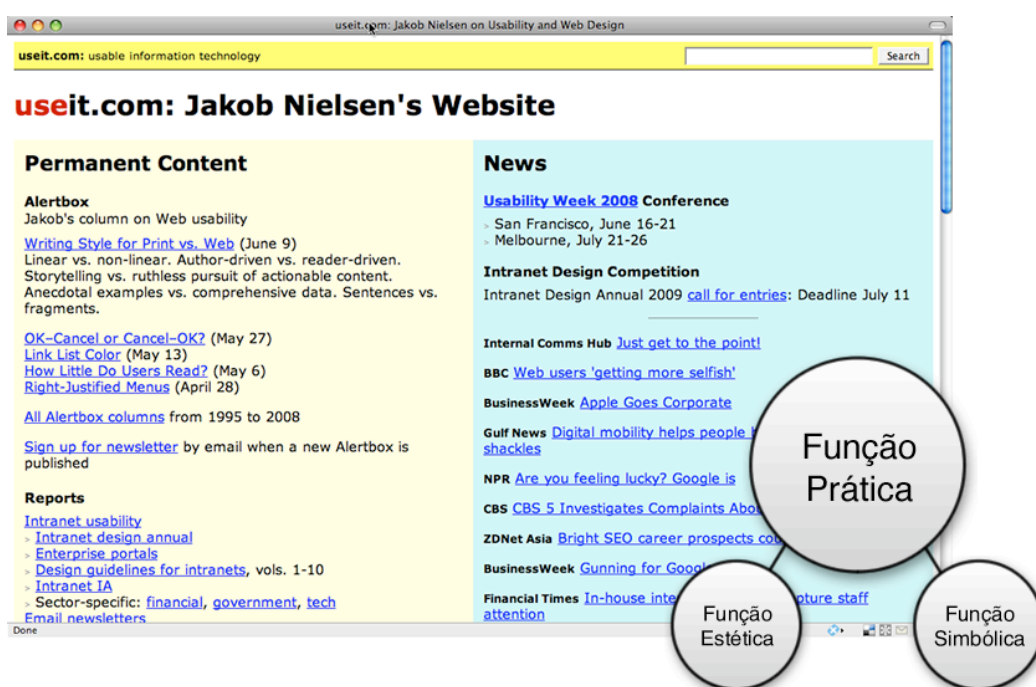 useit.com: Jakob Nielsen on Usability and Web Design
useit.com: usable information technology
Search
useit.com: Jakob Nielsen's Website
Permanent Content
Alertbox
Jakob's column on Web usability
Writing Style for Print vs. Web (June 9)
Linear vs. non-linear. Author-driven vs. reader-driven.
Storytelling vs. ruthless pursuit of actionable content.
Anecdotal examples vs. comprehensive data. Sentences vs.
fragments.
OK–Cancel or Cancel–OK? (May 27)
Link List Color (May 13)
How Little Do Users Read? (May 6)
Right-Justified Menus (April 28)
All Alertbox columns from 1995 to 2008
Sign up for newsletter by email when a new Alertbox is
published
Reports
Intranet usability
> Intranet design annual
> Enterprise portals
> Design guidelines for intranets, vols. 1-10
> Intranet IA
> Sector-specific: financial, government, tech
Email newsletters
News
Usability Week 2008 Conference
> San Francisco, June 16-21
> Melbourne, July 21-26
Intranet Design Competition
Intranet Design Annual 2009 call for entries: Deadline July 11
Internal Comms Hub Just get to the point!
BBC Web users 'getting more selfish'
BusinessWeek Apple Goes Corporate
Gulf News Digital mobility helps people
shackles
NPR Are you feeling lucky? Google is
CBS CBS 5 Investigates Complaints
ZDNet Asia Bright SEO career prospects
BusinessWeek Gunning for
Financial Times In-house staff
attention
Done
Função
Prática
Função
Estética
Função
Simbólica